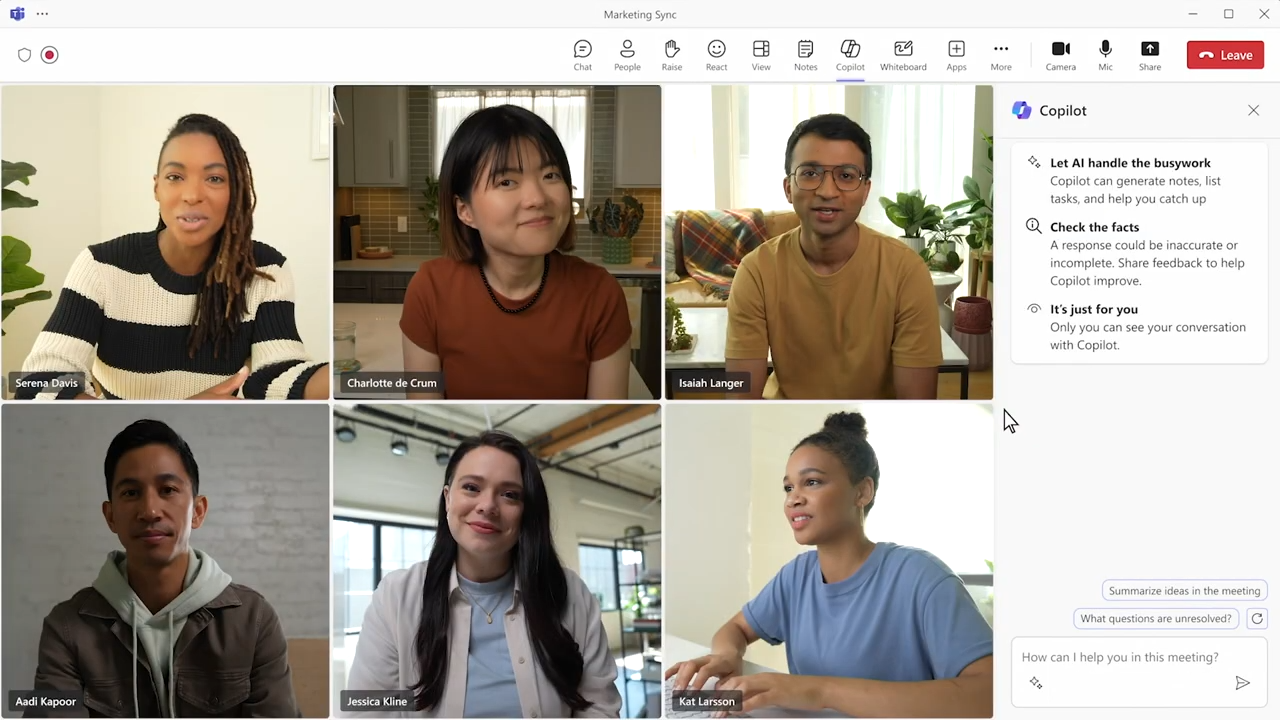 Marketing Sync
Chat People Raise React View Notes Copilot Whiteboard Apps More Camera Mic Share Leave
Serena Davis
Charlotte de Crum
Isaiah Langer
Aadi Kapoor
Jessica Kline
Kat Larsson
Copilot
Let AI handle the busywork
Copilot can generate notes, list
tasks, and help you catch up
Check the facts
A response could be inaccurate or
incomplete. Share feedback to help
Copilot improve.
It's just for you
Only you can see your conversation
with Copilot.
Summarize ideas in the meeting
What questions are unresolved?
How can I help you in this meeting?